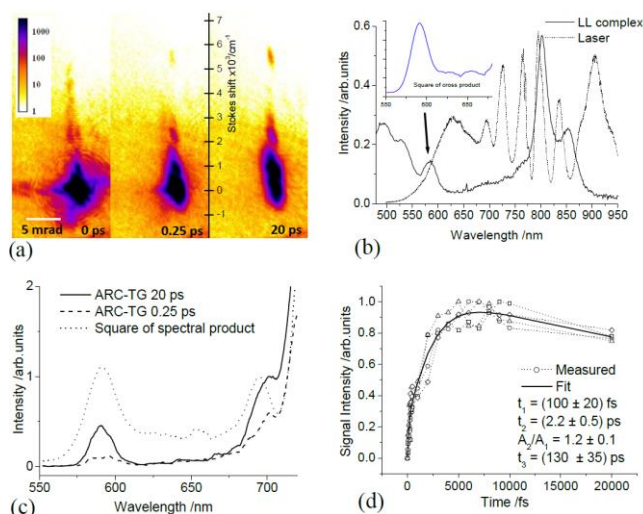 (a)
1000
100
10
1
7
6
5
4
3
2
1
0
-1
Stokes shift x10³/cm⁻¹
5 mrad
0 ps
0.25 ps
20 ps
(b)
LL complex
Laser
Square of cross product
600
Intensity /arb.units
0.6
0.4
0.2
0.0
500 550 600 650 700 750 800 850 900 950
Wavelength /nm
(c)
ARC-TG 20 ps
ARC-TG 0.25 ps
Square of spectral product
Intensity /arb.units
2
1
0
550 600 650 700
Wavelength /nm
(d)
Signal Intensity /arb.units
1.0
0.8
0.6
0.4
0.2
0.0
Measured
Fit
t₁ = (100 ± 20) fs
t₂ = (2.2 ± 0.5) ps
A₂/A₁ = 1.2 ± 0.1
t₃ = (130 ± 35) ps
0 5000 10000 15000 20000
Time /fs